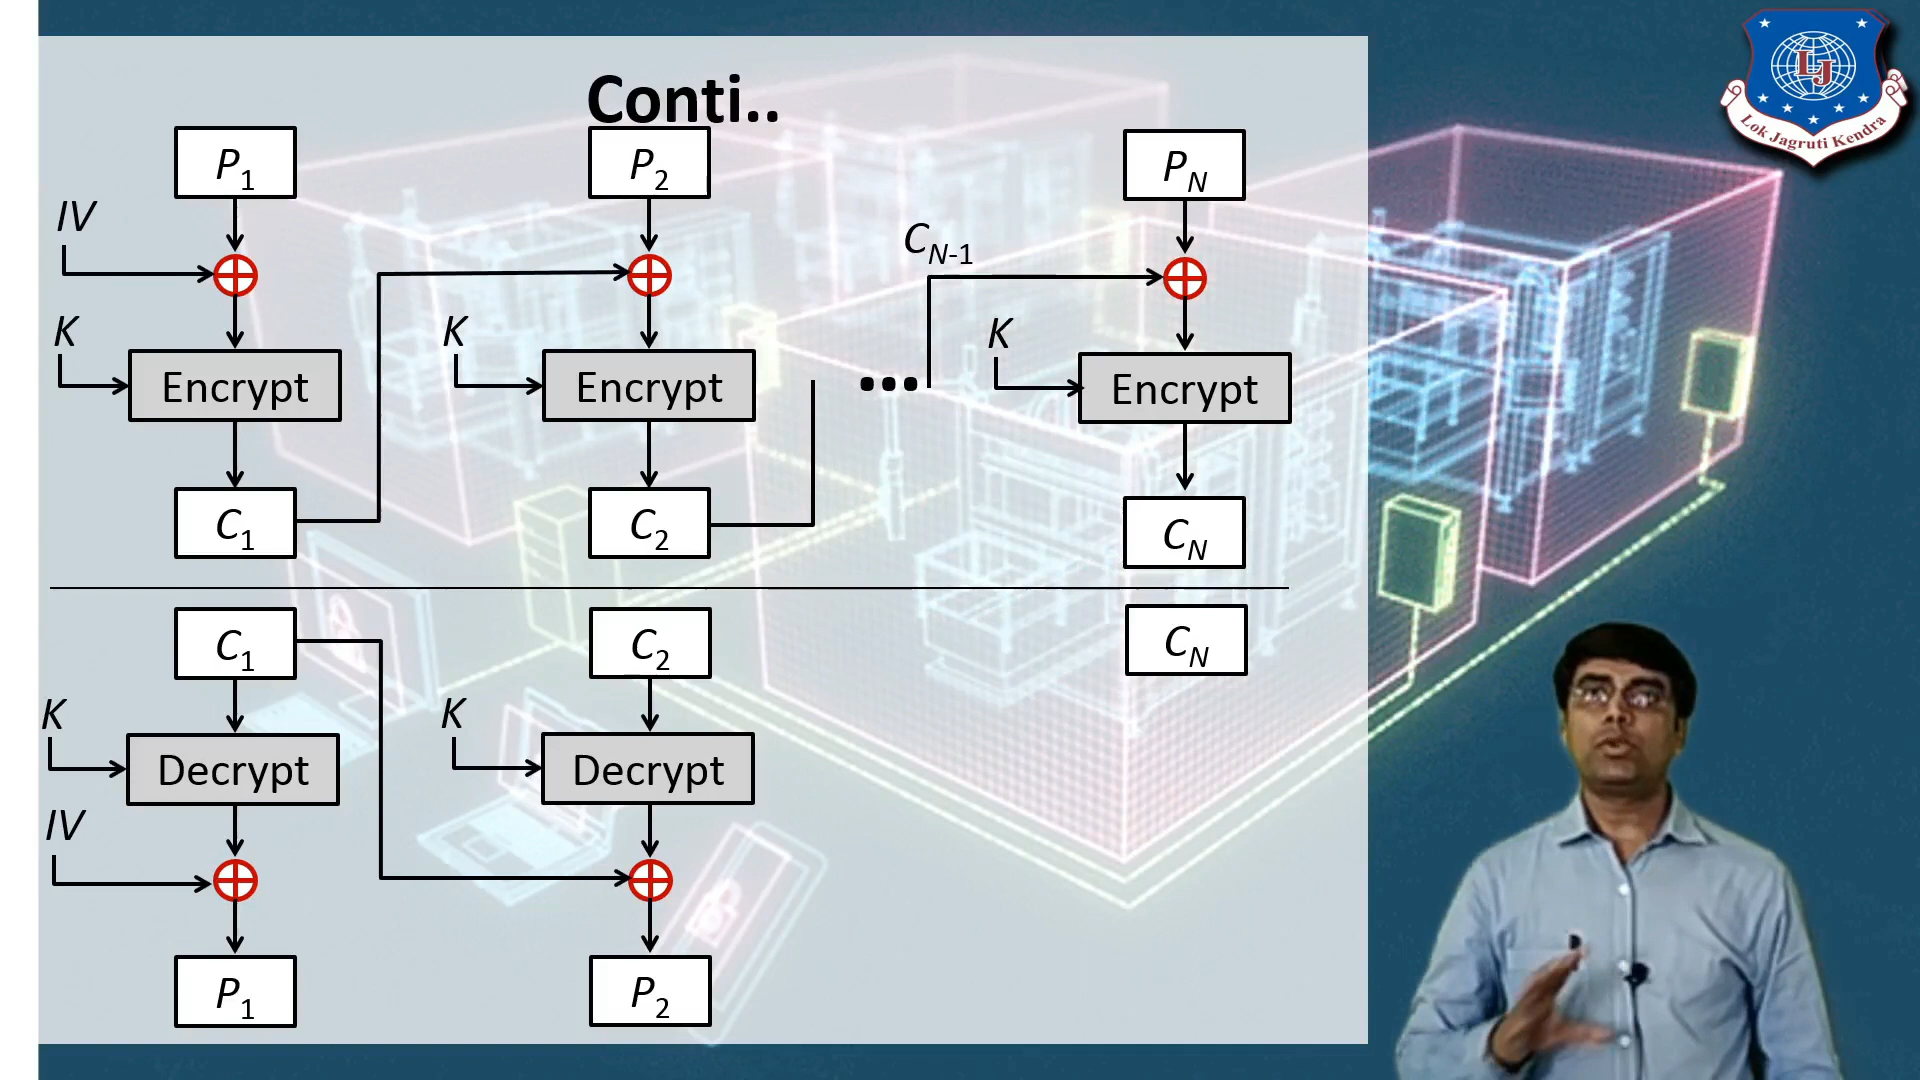 Conti..
P1 P2 PN
IV
CN-1
K K K
Encrypt Encrypt Encrypt
C1 C2 CN
C1 C2 CN
K K
Decrypt Decrypt
IV
P1 P2
LJ
Lok Jagruti Kendra